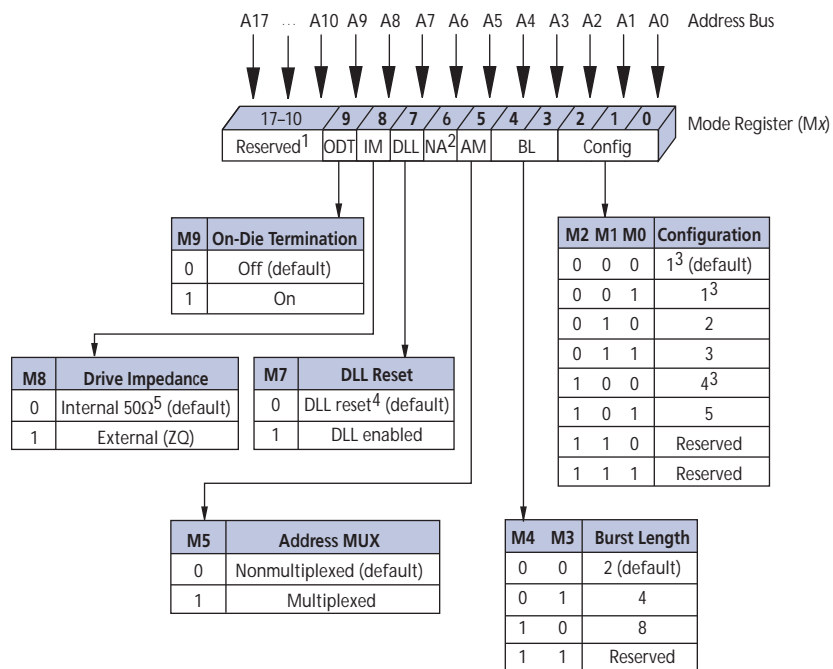 A17 ... A10 A9 A8 A7 A6 A5 A4 A3 A2 A1 A0 Address Bus
17–10 9 8 7 6 5 4 3 2 1 0 Mode Register (Mx)
Reserved1 ODT IM DLL NA2 AM BL Config
M9 On-Die Termination
0 Off (default)
1 On
M2 M1 M0 Configuration
0 0 0 13 (default)
0 0 1 13
0 1 0 2
0 1 1 3
1 0 0 43
1 0 1 5
1 1 0 Reserved
1 1 1 Reserved
M8 Drive Impedance
0 Internal 50Ω5 (default)
1 External (ZQ)
M7 DLL Reset
0 DLL reset4 (default)
1 DLL enabled
M5 Address MUX
0 Nonmultiplexed (default)
1 Multiplexed
M4 M3 Burst Length
0 0 2 (default)
0 1 4
1 0 8
1 1 Reserved